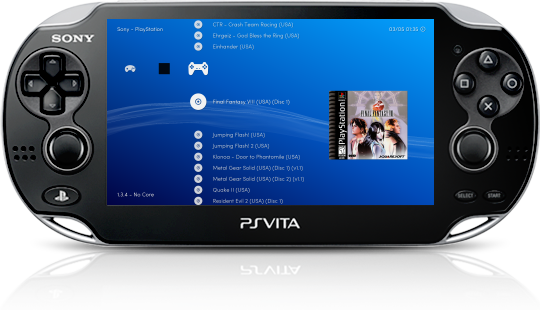 CTR - Crash Team Racing (USA)
Sony - PlayStation
03/03 01:35
Ehrgeiz - God Bless the Ring (USA)
SONY
Einhander (USA)
Final Fantasy VIII (USA) (Disc 1)
PlayStation
FINAL FANTASY VIII
Jumping Flash! (USA)
Jumping Flash! 2 (USA)
Klonoa - Door to Phantomile (USA)
SQUARESOFT
Metal Gear Solid (USA) (Disc 1) (v1.1)
Metal Gear Solid (USA) (Disc 2) (v1.1)
Quake II (USA)
1.3.4 - No Core
Resident Evil 2 (USA) (Disc 1)
SELECT
START
PSVITA